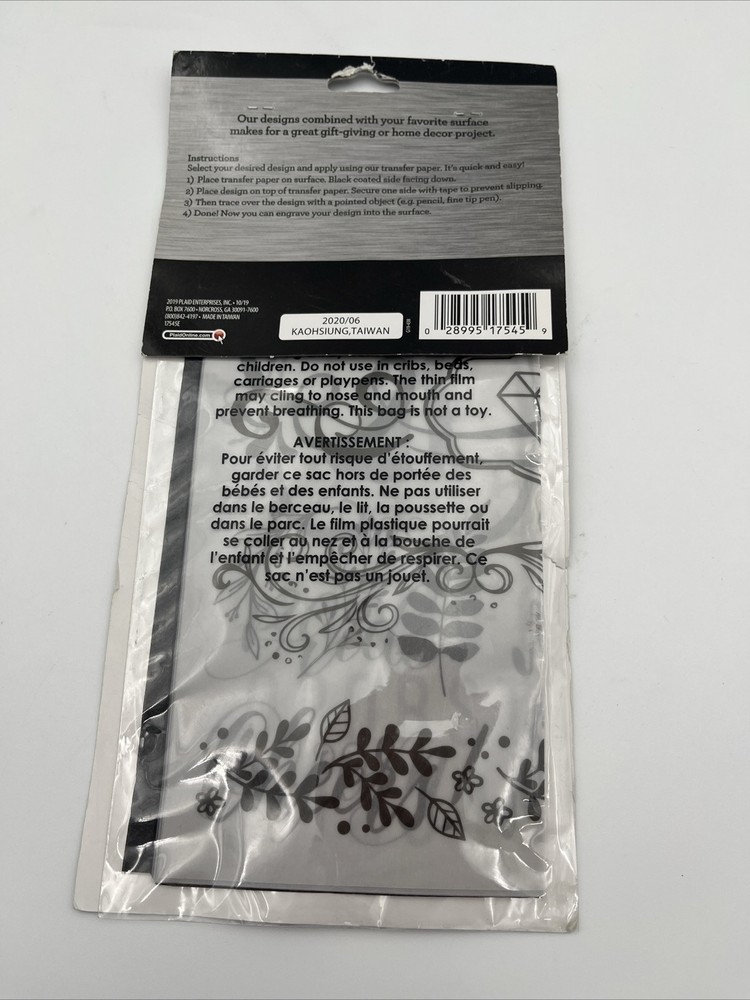 Our designs combined with your favorite surface
makes for a great gift-giving or home decor project.
Instructions
Select your desired design and apply using our transfer paper. It's quick and easy!
1) Place transfer paper on surface. Black coated side facing down.
2) Place design on top of transfer paper. Secure one side with tape to prevent slipping.
3) Then trace over the design with a pointed object (e.g. pencil, fine tip pen).
4) Done! Now you can engrave your design into the surface.
2019 PLAID ENTERPRISES, INC. • 10/19
P.O. BOX 7600 • NORCROSS, GA 30091-7600
(800)842-4197 • MADE IN TAIWAN
17545E
PlaidOnline.com
2020/06
KAOHSIUNG,TAIWAN
0 28995 17545 9
children. Do not use in cribs, beds,
carriages or playpens. The thin film
may cling to nose and mouth and
prevent breathing. This bag is not a toy.
AVERTISSEMENT :
Pour éviter tout risque d'étouffement,
garder ce sac hors de portée des
bébés et des enfants. Ne pas utiliser
dans le berceau, le lit, la poussette ou
dans le parc. Le film plastique pourrait
se coller au nez et à la bouche de
l'enfant et l'empêcher de respirer. Ce
sac n'est pas un jouet.